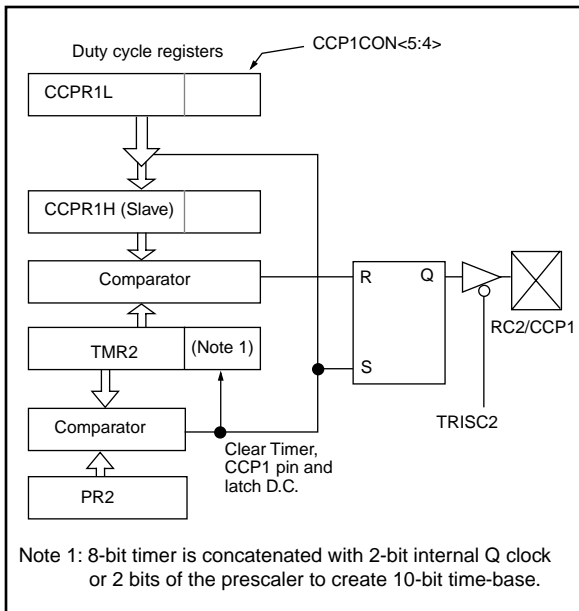 Duty cycle registers
CCP1CON<5:4>
CCPR1L
CCPR1H (Slave)
Comparator
TMR2
(Note 1)
Comparator
PR2
Clear Timer,
CCP1 pin and
latch D.C.
R
Q
S
RC2/CCP1
TRISC2
Note 1: 8-bit timer is concatenated with 2-bit internal Q clock
or 2 bits of the prescaler to create 10-bit time-base.